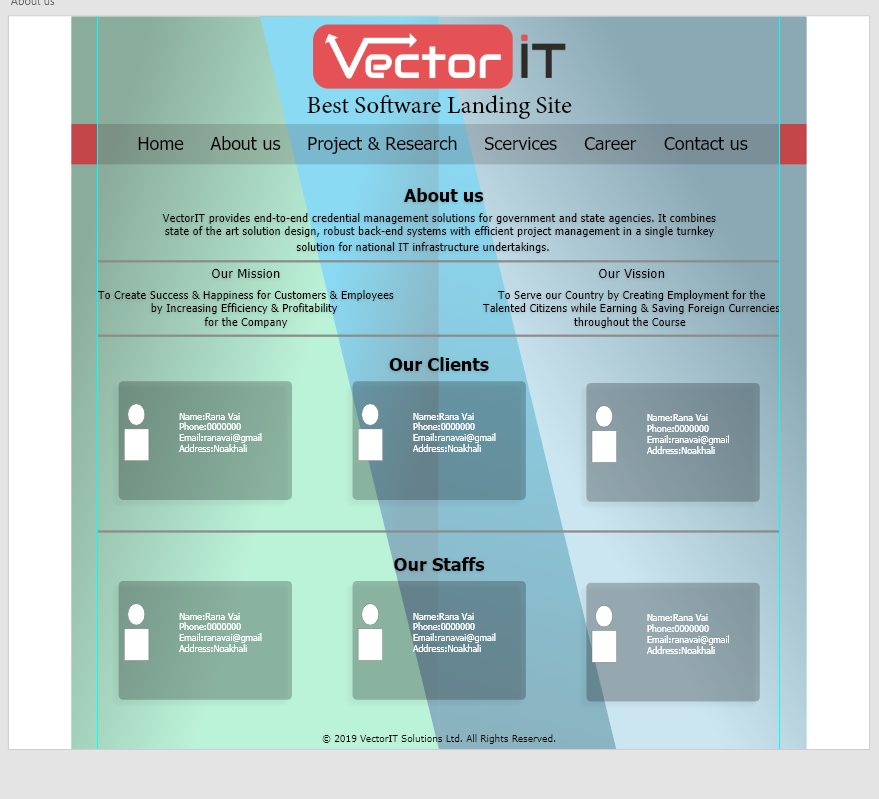 About us
Vector iT
Best Software Landing Site
Home About us Project & Research Scervices Career Contact us
About us
VectorIT provides end-to-end credential management solutions for government and state agencies. It combines
state of the art solution design, robust back-end systems with efficient project management in a single turnkey
solution for national IT infrastructure undertakings.
Our Mission
To Create Success & Happiness for Customers & Employees
by Increasing Efficiency & Profitability
for the Company
Our Vission
To Serve our Country by Creating Employment for the
Talented Citizens while Earning & Saving Foreign Currencies
throughout the Course
Our Clients
Name:Rana Vai
Phone:0000000
Email:ranavai@gmail
Address:Noakhali
Name:Rana Vai
Phone:0000000
Email:ranavai@gmail
Address:Noakhali
Name:Rana Vai
Phone:0000000
Email:ranavai@gmail
Address:Noakhali
Our Staffs
Name:Rana Vai
Phone:0000000
Email:ranavai@gmail
Address:Noakhali
Name:Rana Vai
Phone:0000000
Email:ranavai@gmail
Address:Noakhali
Name:Rana Vai
Phone:0000000
Email:ranavai@gmail
Address:Noakhali
© 2019 VectorIT Solutions Ltd. All Rights Reserved.